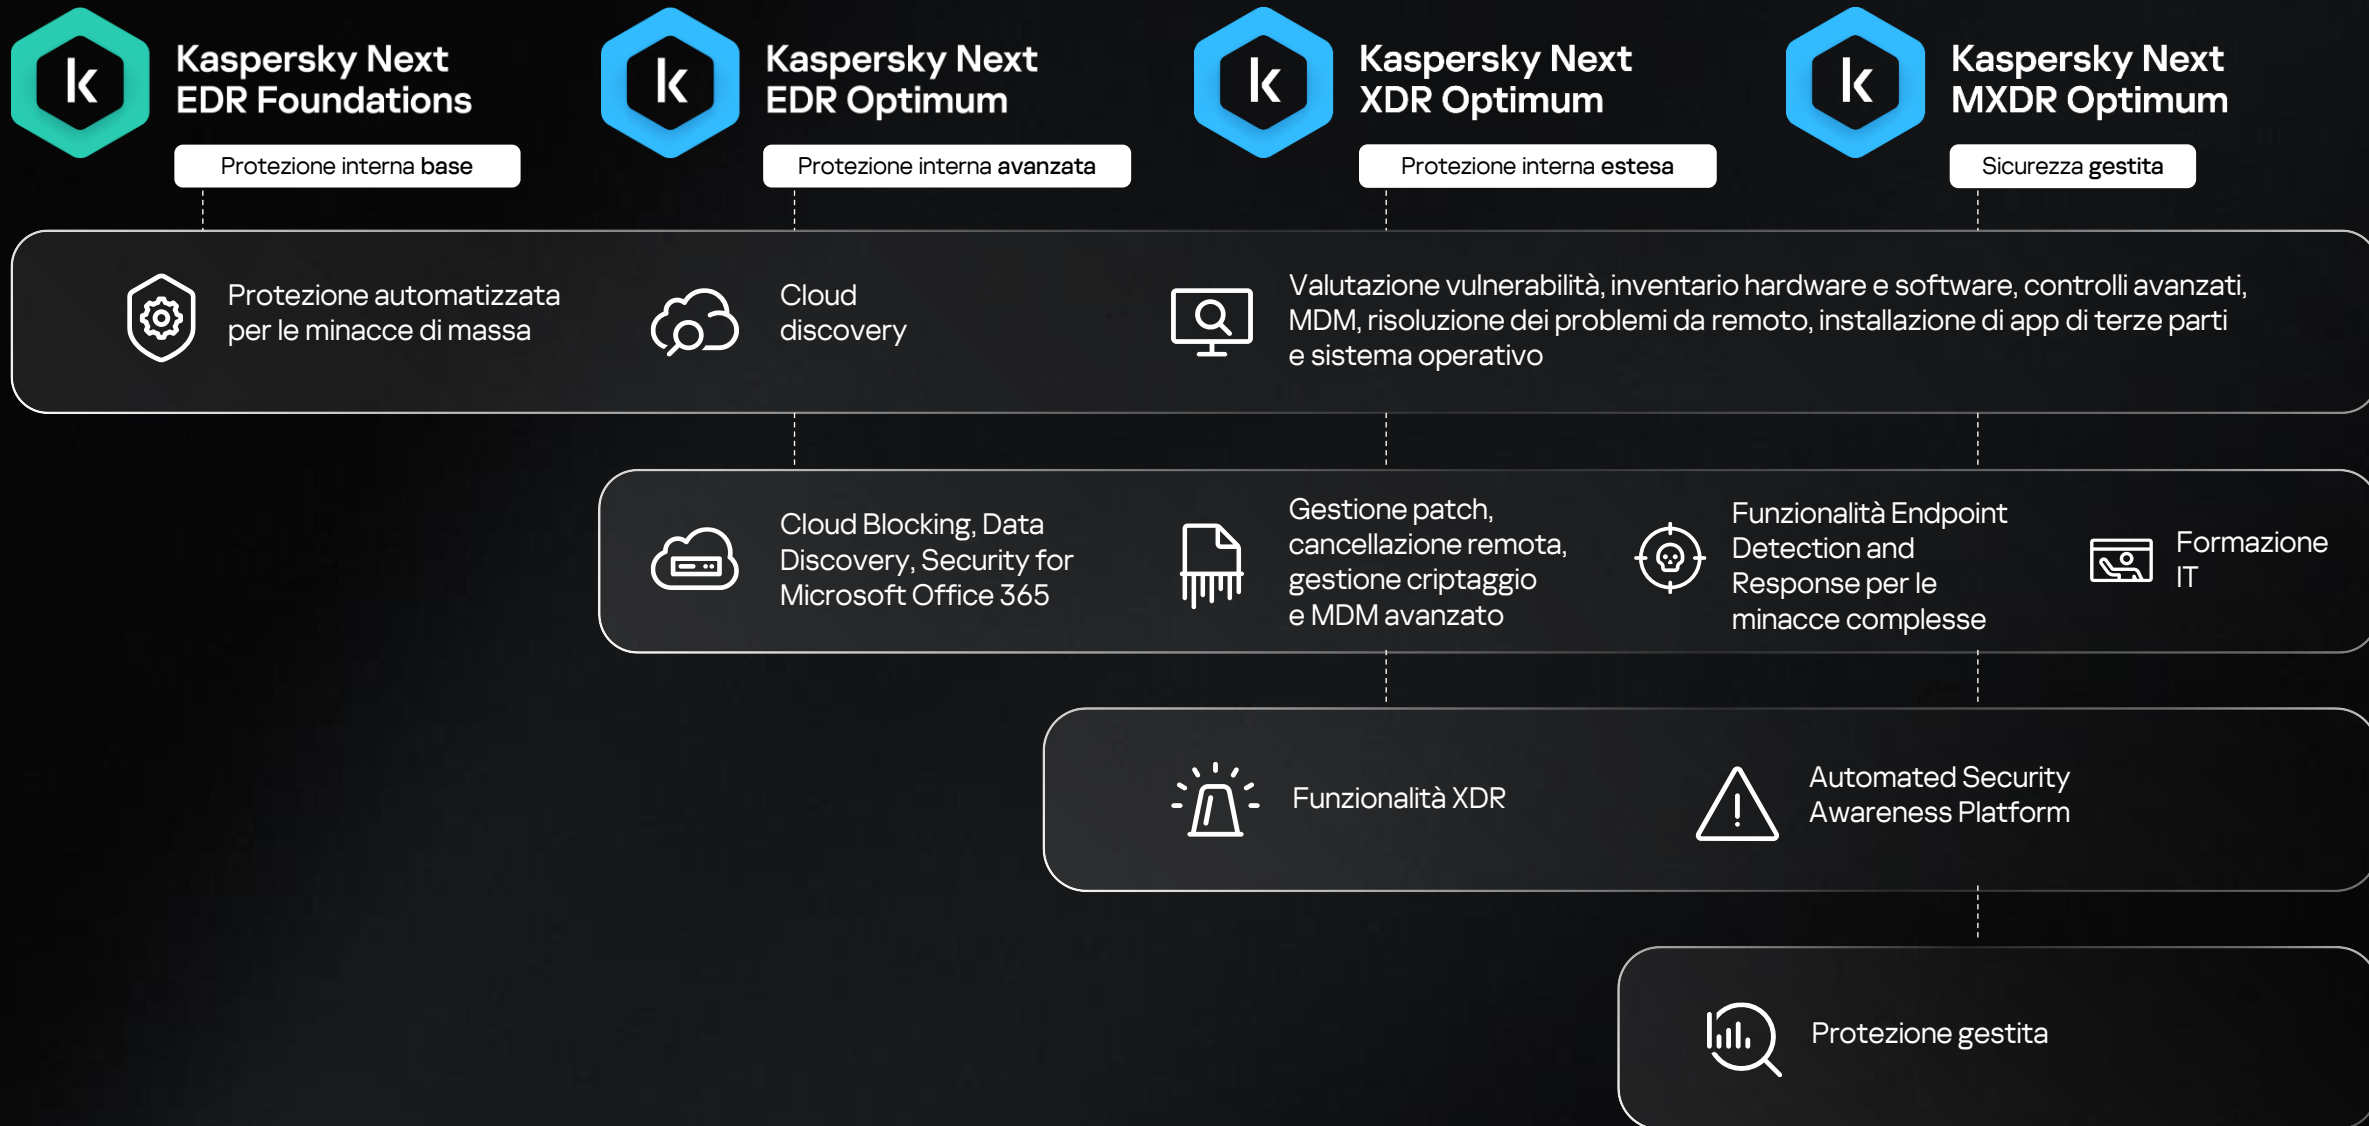 Kaspersky Next
EDR Foundations
Protezione interna base
Kaspersky Next
EDR Optimum
Protezione interna avanzata
Kaspersky Next
XDR Optimum
Protezione interna estesa
Kaspersky Next
MXDR Optimum
Sicurezza gestita
Protezione automatizzata
per le minacce di massa
Cloud
discovery
Valutazione vulnerabilità, inventario hardware e software, controlli avanzati,
MDM, risoluzione dei problemi da remoto, installazione di app di terze parti
e sistema operativo
Cloud Blocking, Data
Discovery, Security for
Microsoft Office 365
Gestione patch,
cancellazione remota,
gestione criptaggio
e MDM avanzato
Funzionalità Endpoint
Detection and
Response per le
minacce complesse
Formazione
IT
Funzionalità XDR
Automated Security
Awareness Platform
Protezione gestita